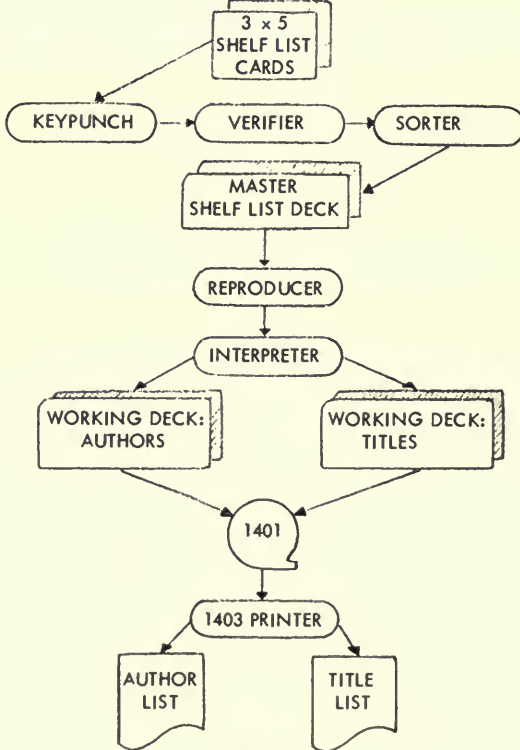 3 x 5
SHELF LIST
CARDS
KEYPUNCH
VERIFIER
SORTER
MASTER
SHELF LIST DECK
REPRODUCER
INTERPRETER
WORKING DECK:
AUTHORS
WORKING DECK:
TITLES
1401
1403 PRINTER
AUTHOR
LIST
TITLE
LIST